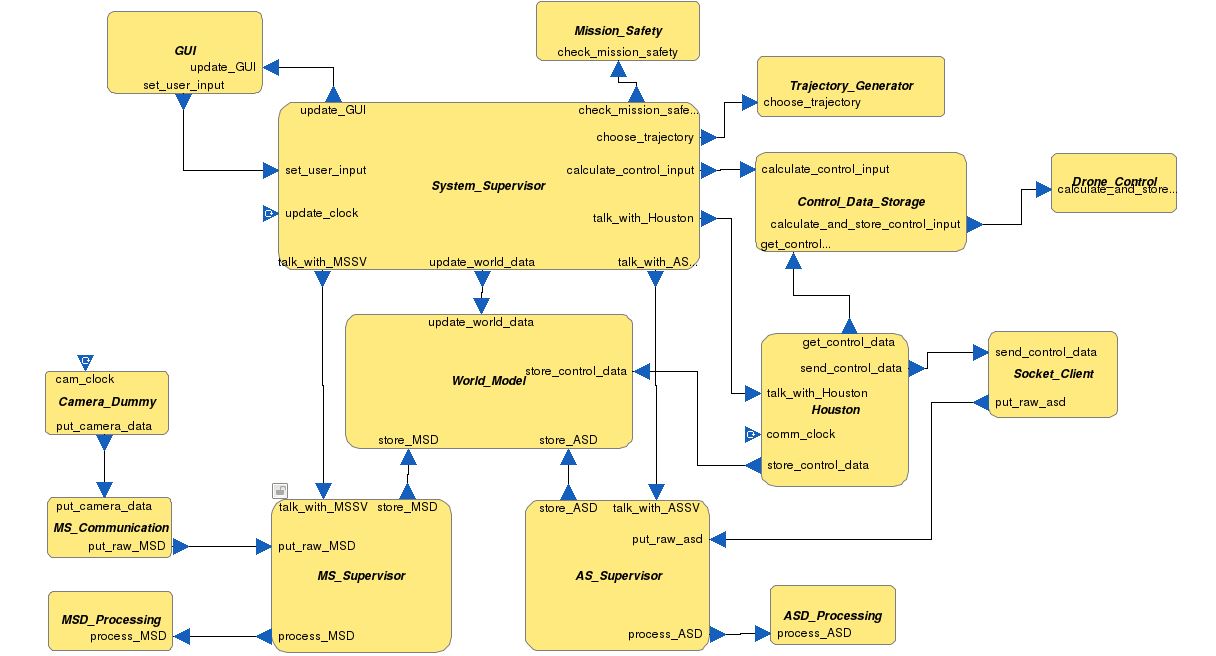 GUI
update_GUI
set_user_input
Mission_Safety
check_mission_safety
Trajectory_Generator
choose_trajectory
update_GUI
check_mission_safe...
choose_trajectory
set_user_input
calculate_control_input
System_Supervisor
update_clock
talk_with_Houston
talk_with_MSSV
update_world_data
talk_with_AS...
calculate_control_input
Control_Data_Storage
calculate_and_store_control_input
get_control...
Drone_Control
calculate_and_store...
update_world_data
store_control_data
World_Model
store_MSD
store_ASD
get_control_data
send_control_data
talk_with_Houston
Houston
comm_clock
store_control_data
send_control_data
Socket_Client
put_raw_asd
cam_clock
Camera_Dummy
put_camera_data
put_camera_data
MS_Communication
put_raw_MSD
talk_with_MSSV
store_MSD
put_raw_MSD
MS_Supervisor
process_MSD
store_ASD
talk_with_ASSV
put_raw_asd
AS_Supervisor
process_ASD
MSD_Processing
process_MSD
ASD_Processing
process_ASD